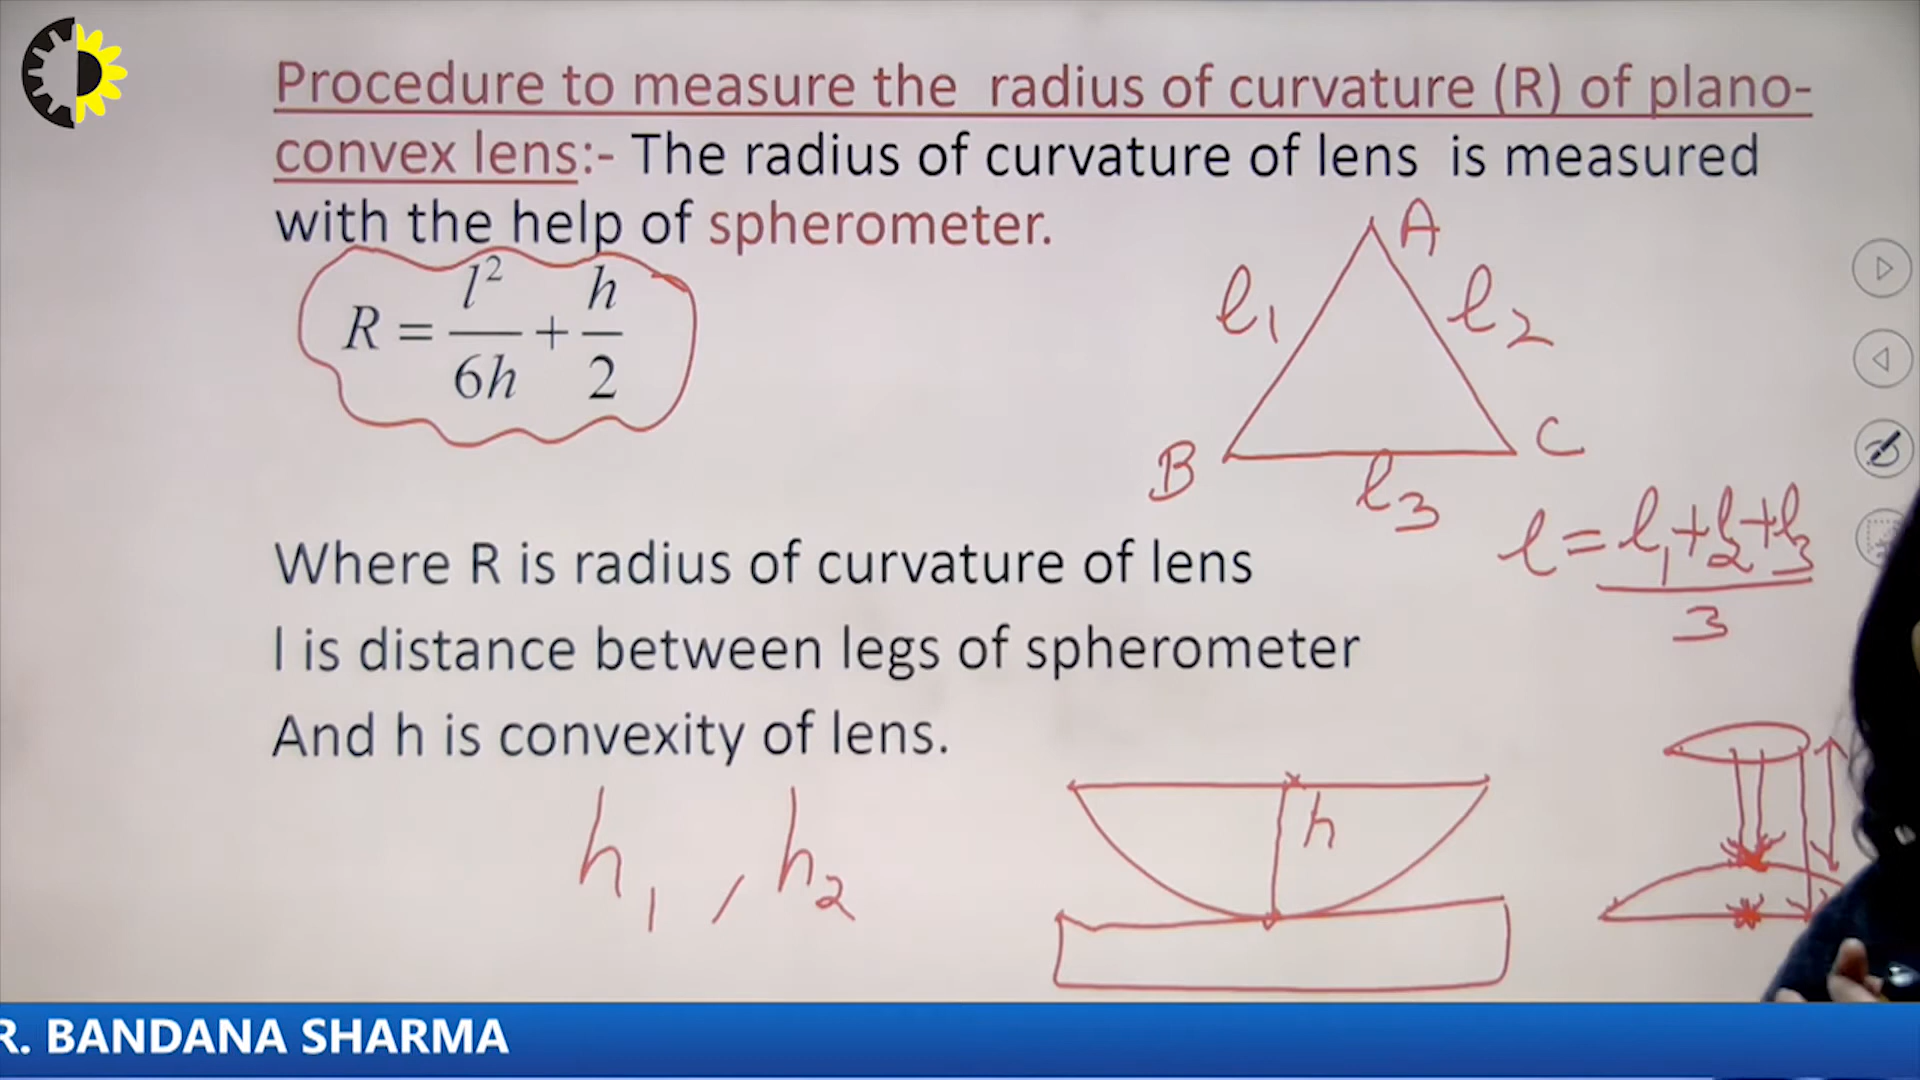 Procedure to measure the radius of curvature (R) of plano-
convex lens:- The radius of curvature of lens is measured
with the help of spherometer.
R = l²/6h + h/2
A
l₁
l₂
B
C
l₃
l = l₁+l₂+l₃/3
Where R is radius of curvature of lens
l is distance between legs of spherometer
And h is convexity of lens.
h₁, h₂
h
R. BANDANA SHARMA